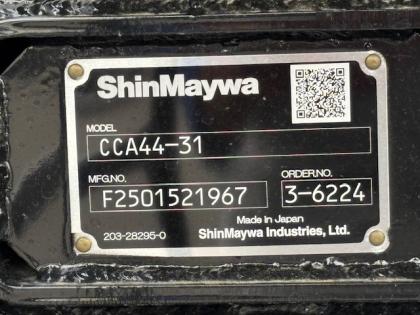 ShinMaywa
MODEL
CCA44-31
MFG.NO.
ORDER.NO.
F2501521967
3-6224
Made in Japan
203-28295-0
ShinMaywa Industries, Ltd.